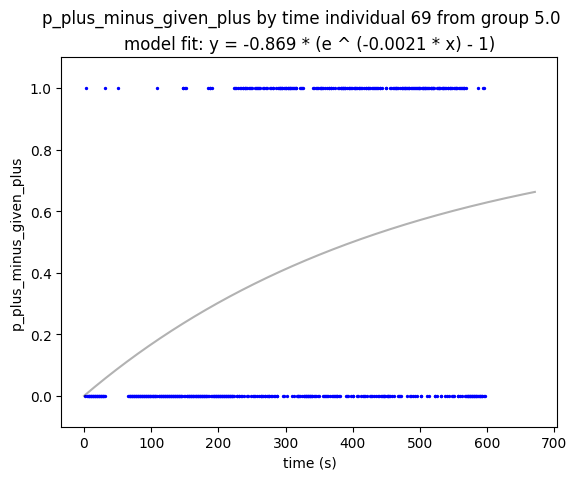 p_plus_minus_given_plus by time individual 69 from group 5.0
model fit: y = -0.869 * (e ^ (-0.0021 * x) - 1)
p_plus_minus_given_plus
1.0
0.8
0.6
0.4
0.2
0.0
0 100 200 300 400 500 600 700
time (s)